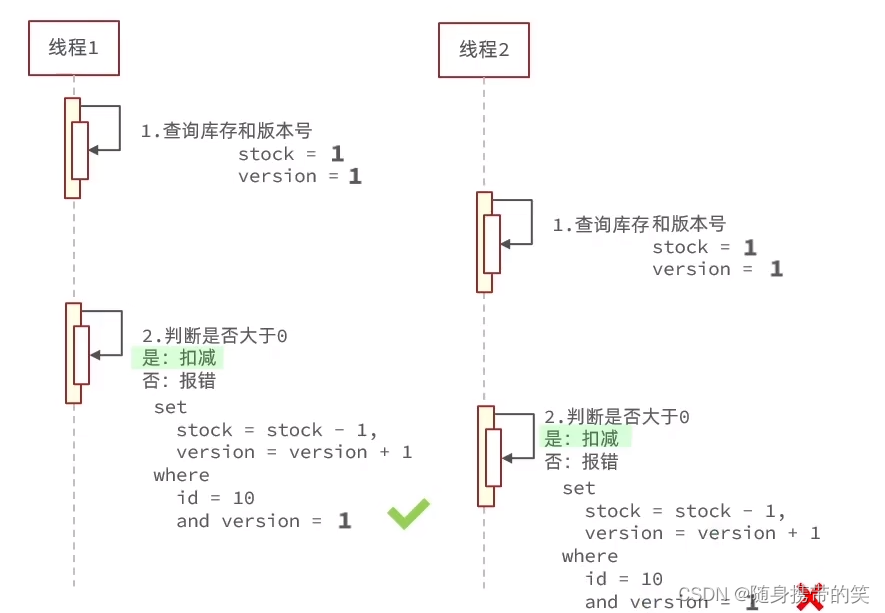 线程1
1.查询库存和版本号
stock = 1
version = 1
2.判断是否大于0
是: 扣减
否: 报错
set
stock = stock - 1,
version = version + 1
where
id = 10
and version = 1
线程2
1.查询库存和版本号
stock = 1
version = 1
2.判断是否大于0
是: 扣减
否: 报错
set
stock = stock - 1,
version = version + 1
where
id = 10
and version = 1
CSDN @随身携带的笑